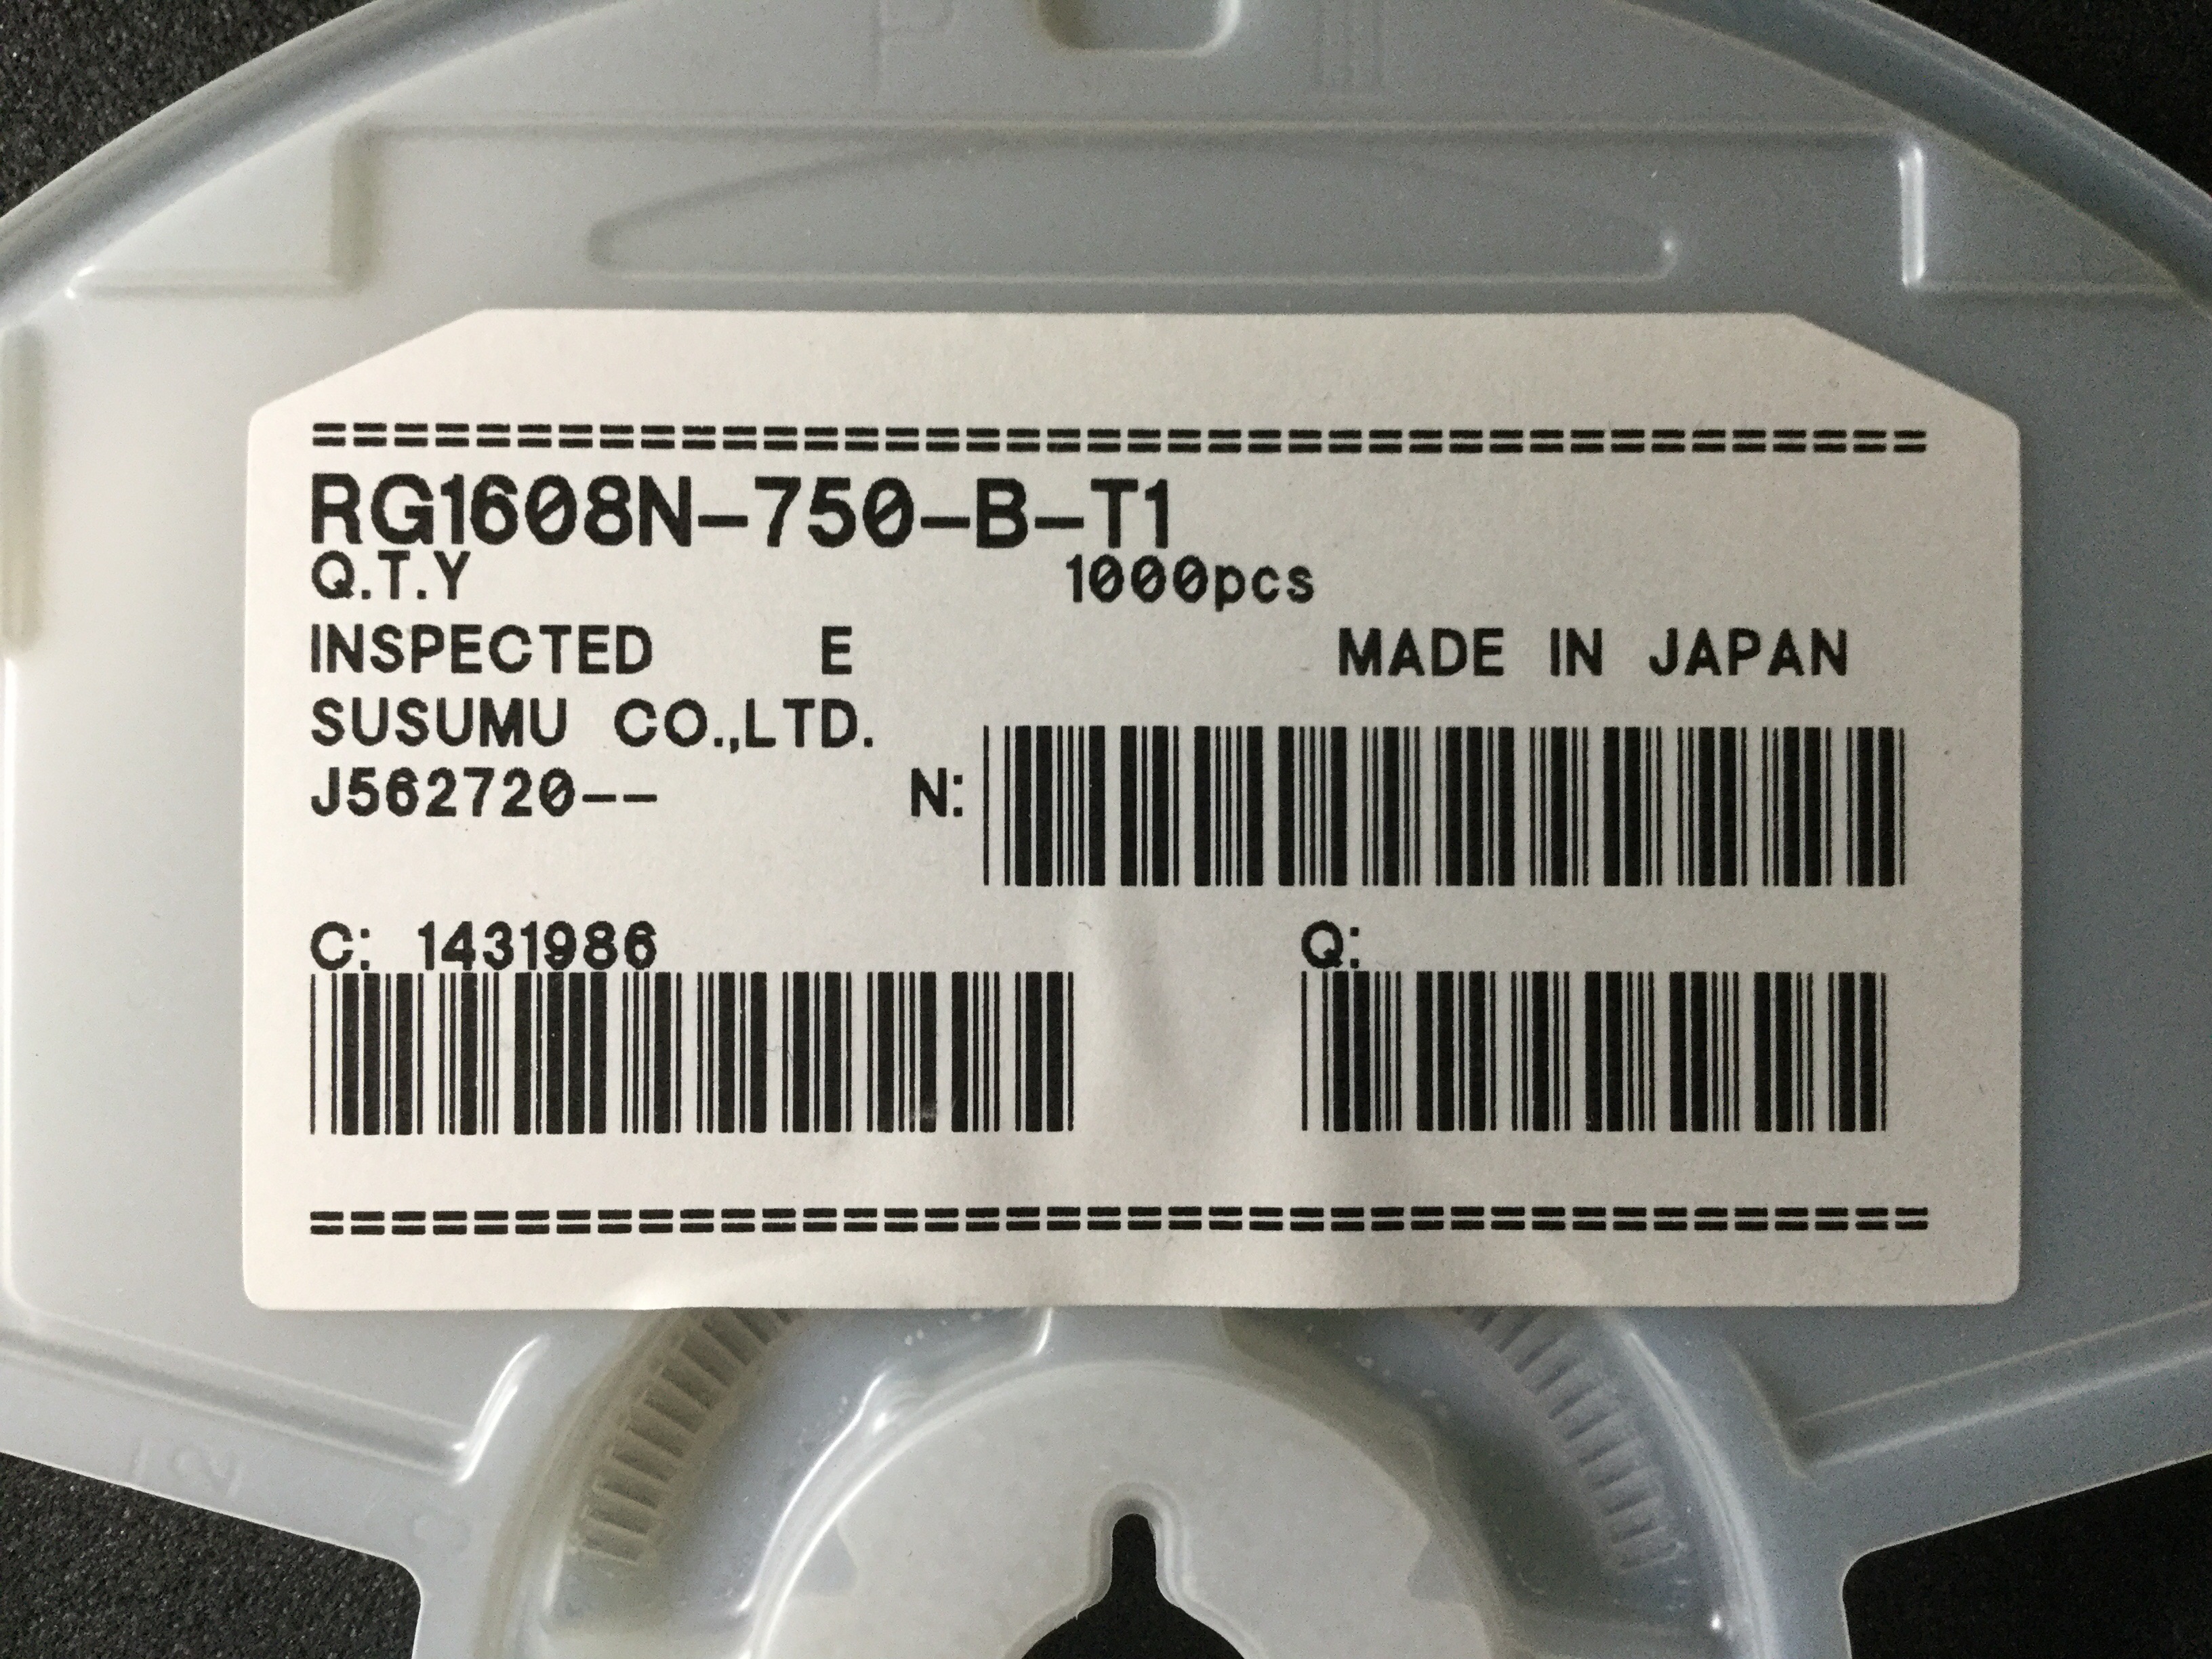 ==========================================
RG1608N-750-B-T1
Q.T.Y 1000pcs
INSPECTED E MADE IN JAPAN
SUSUMU CO.,LTD.
J562720-- N:
C: 1431986 Q:
==========================================